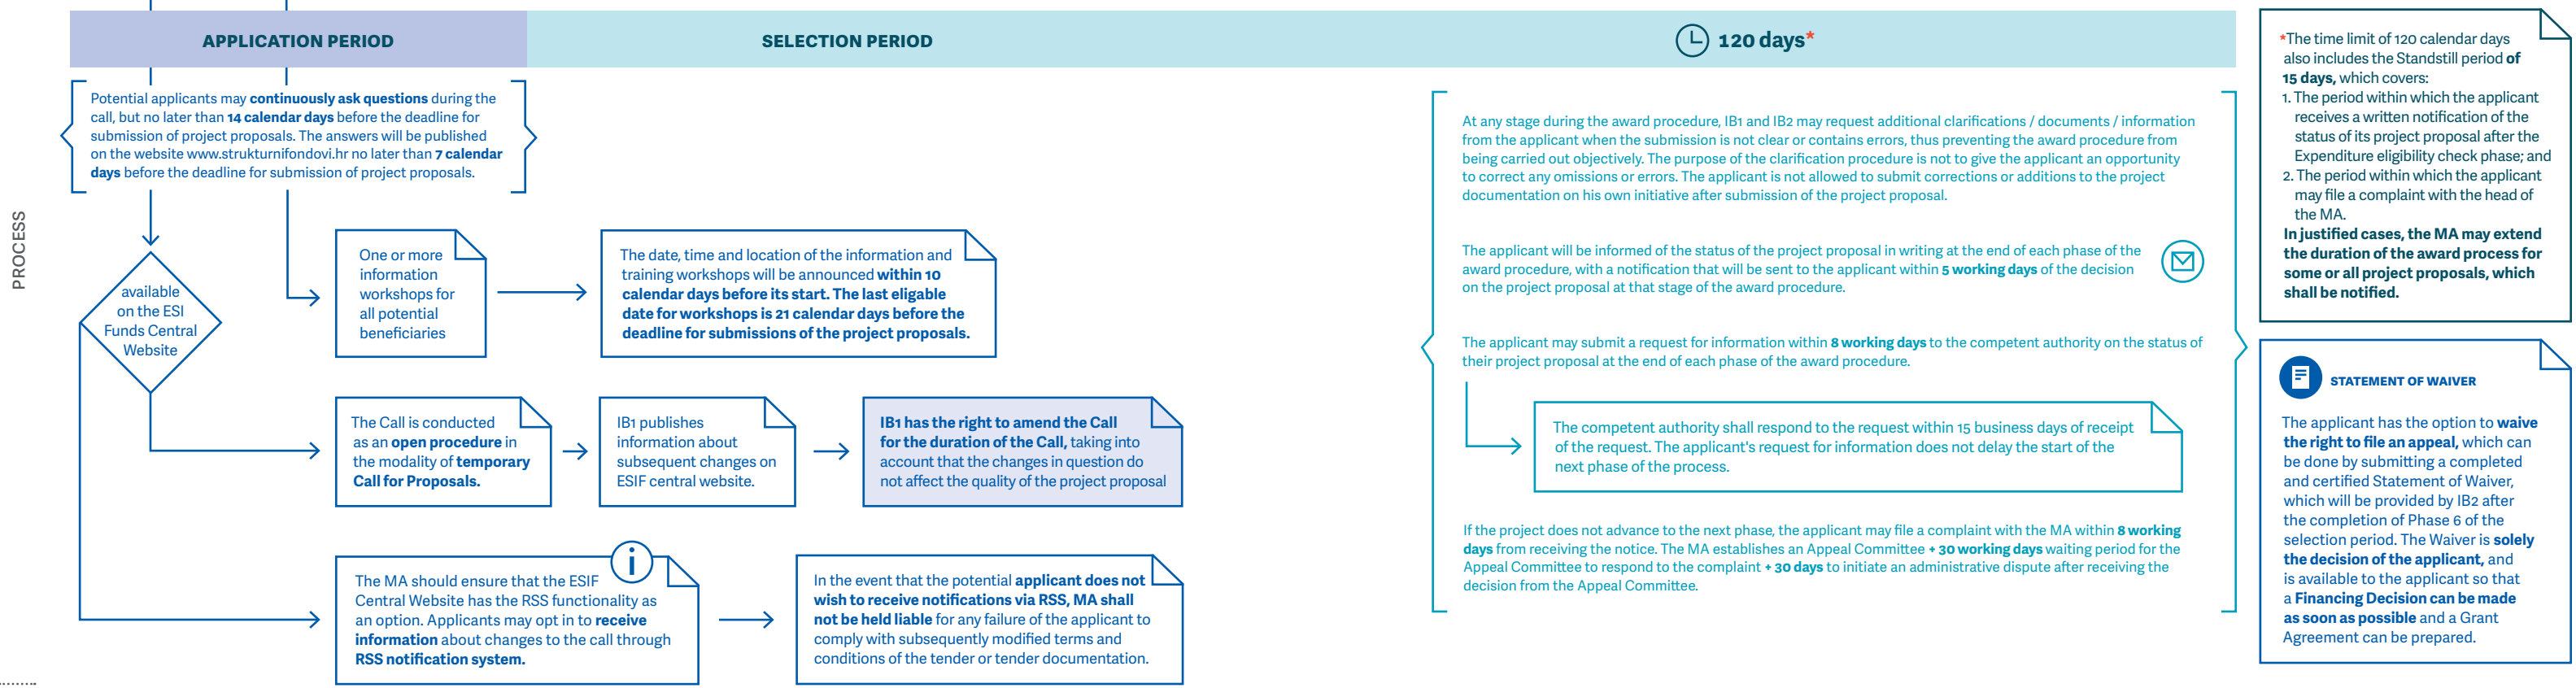 PROCESS
APPLICATION PERIOD
SELECTION PERIOD
120 days*
Potential applicants may continuously ask questions during the
call, but no later than 14 calendar days before the deadline for
submission of project proposals. The answers will be published
on the website www.strukturnifondovi.hr no later than 7 calendar
days before the deadline for submission of project proposals.
available
on the ESI
Funds Central
Website
One or more
information
workshops for
all potential
beneficiaries
The date, time and location of the information and
training workshops will be announced within 10
calendar days before its start. The last eligible
date for workshops is 21 calendar days before the
deadline for submissions of the project proposals.
The Call is conducted
as an open procedure in
the modality of temporary
Call for Proposals.
IB1 publishes
information about
subsequent changes on
ESIF central website.
IB1 has the right to amend the Call
for the duration of the Call, taking into
account that the changes in question do
not affect the quality of the project proposal
The MA should ensure that the ESIF
Central Website has the RSS functionality as
an option. Applicants may opt in to receive
information about changes to the call through
RSS notification system.
i
In the event that the potential applicant does not
wish to receive notifications via RSS, MA shall
not be held liable for any failure of the applicant to
comply with subsequently modified terms and
conditions of the tender or tender documentation.
At any stage during the award procedure, IB1 and IB2 may request additional clarifications / documents / information
from the applicant when the submission is not clear or contains errors, thus preventing the award procedure from
being carried out objectively. The purpose of the clarification procedure is not to give the applicant an opportunity
to correct any omissions or errors. The applicant is not allowed to submit corrections or additions to the project
documentation on his own initiative after submission of the project proposal.
The applicant will be informed of the status of the project proposal in writing at the end of each phase of the
award procedure, with a notification that will be sent to the applicant within 5 working days of the decision
on the project proposal at that stage of the award procedure.
The applicant may submit a request for information within 8 working days to the competent authority on the status of
their project proposal at the end of each phase of the award procedure.
The competent authority shall respond to the request within 15 business days of receipt
of the request. The applicant's request for information does not delay the start of the
next phase of the process.
If the project does not advance to the next phase, the applicant may file a complaint with the MA within 8 working
days from receiving the notice. The MA establishes an Appeal Committee + 30 working days waiting period for the
Appeal Committee to respond to the complaint + 30 days to initiate an administrative dispute after receiving the
decision from the Appeal Committee.
*The time limit of 120 calendar days
also includes the Standstill period of
15 days, which covers:
1. The period within which the applicant
receives a written notification of the
status of its project proposal after the
Expenditure eligibility check phase; and
2. The period within which the applicant
may file a complaint with the head of
the MA.
In justified cases, the MA may extend
the duration of the award process for
some or all project proposals, which
shall be notified.
STATEMENT OF WAIVER
The applicant has the option to waive
the right to file an appeal, which can
be done by submitting a completed
and certified Statement of Waiver,
which will be provided by IB2 after
the completion of Phase 6 of the
selection period. The Waiver is solely
the decision of the applicant, and
is available to the applicant so that
a Financing Decision can be made
as soon as possible and a Grant
Agreement can be prepared.